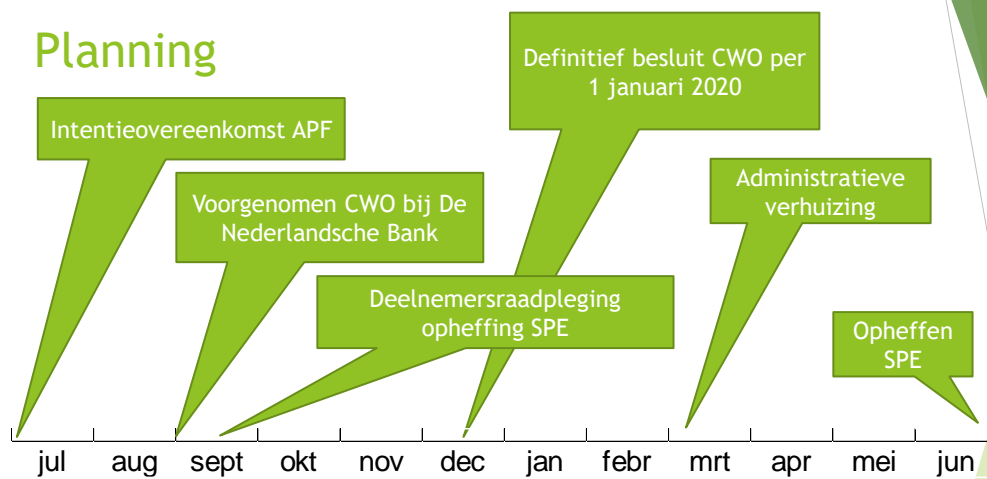 Planning
Definitief besluit CWO per
1 januari 2020
Intentieovereenkomst APF
Voorgenomen CWO bij De
Nederlandsche Bank
Administratieve
verhuizing
Deelnemersraadpleging
opheffing SPE
Opheffen
SPE
jul aug sept okt nov dec jan febr mrt apr mei jun